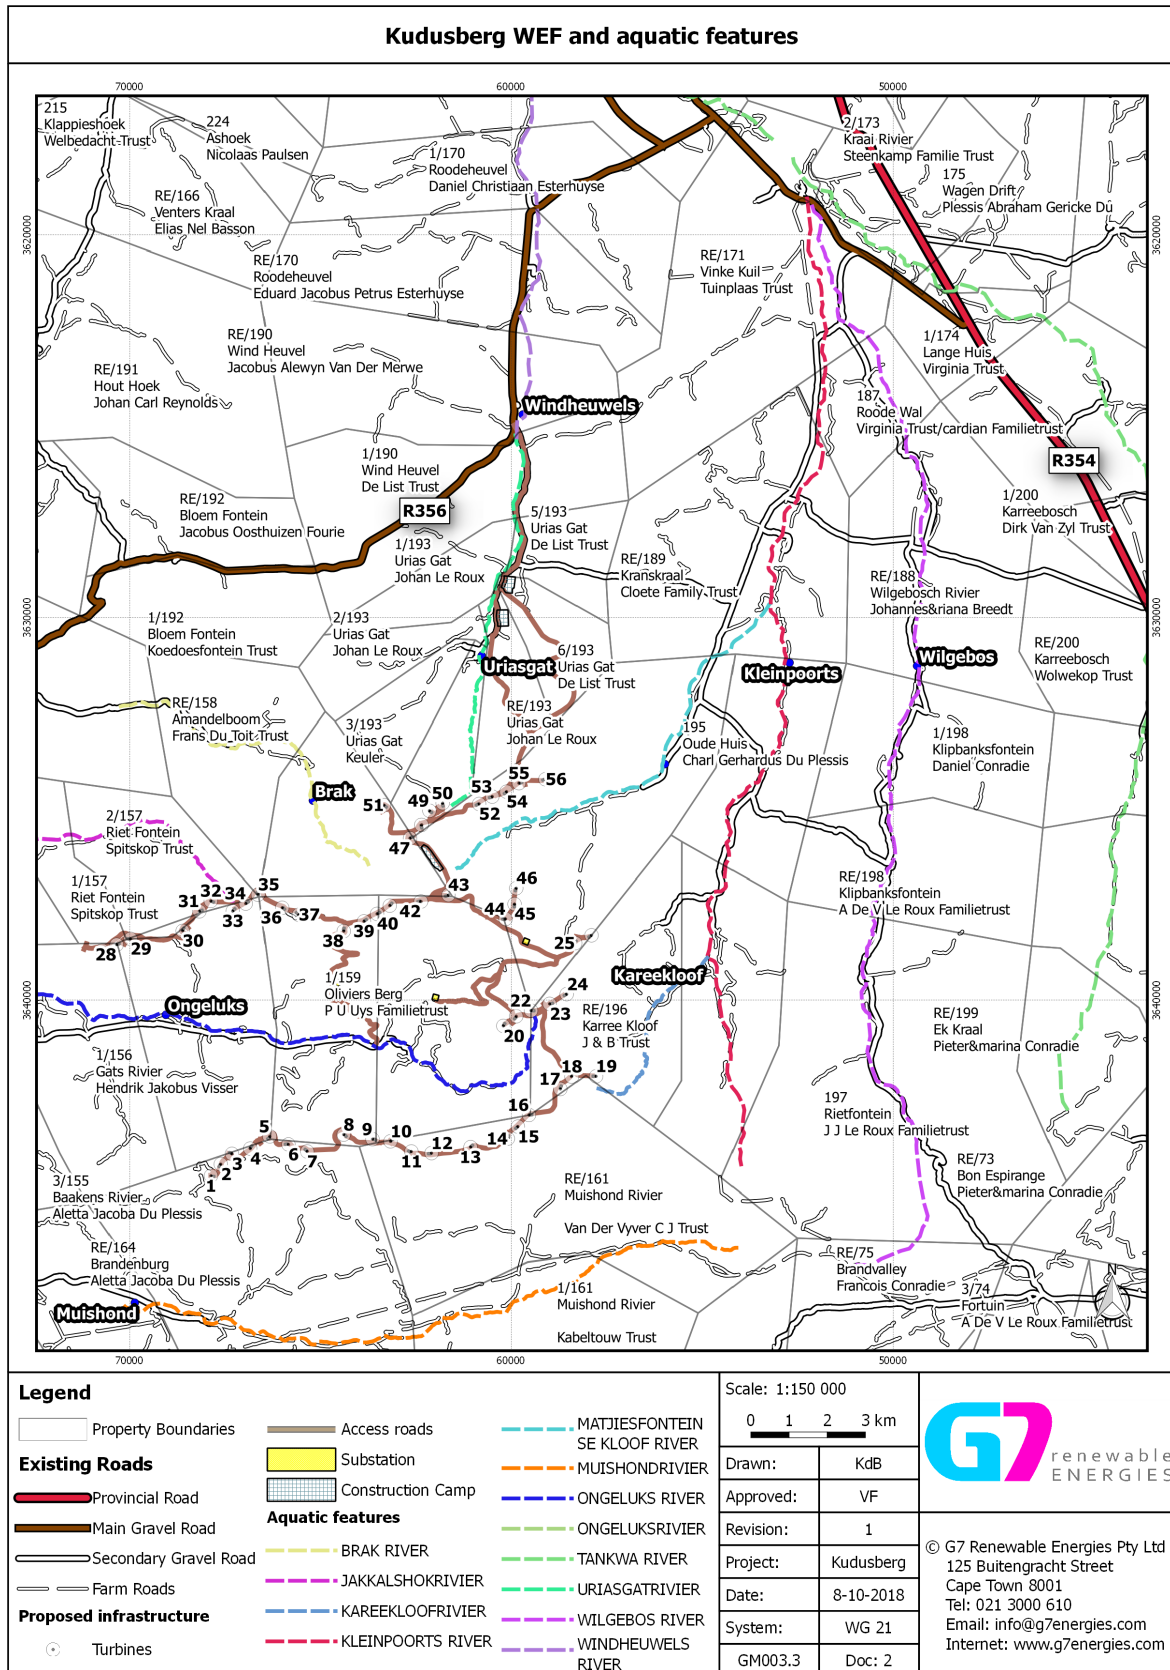 Kudusberg WEF and aquatic features
70000
60000
50000
215
Klappieshoek
Welbedacht-Trust
224
Ashoek
Nicolaas Paulsen
1/170
Roodeheuvel
Daniel Christiaan Esterhuyse
2/173
Kraai Rivier
Steenkamp Familie Trust
175
Wagen Drift
Plessis Abraham Gericke Du
RE/166
Venters Kraal
Elias Nel Basson
3620000
3620000
RE/170
Roodeheuvel
Eduard Jacobus Petrus Esterhuyse
RE/171
Vinke Kuil
Tuinplaas Trust
RE/190
Wind Heuvel
Jacobus Alewyn Van Der Merwe
1/174
Lange Huis
Virginia Trust
RE/191
Hout Hoek
Johan Carl Reynolds
187
Roode Wal
Virginia Trust/cardian Familietrust
Windheuwels
1/190
Wind Heuvel
De List Trust
R354
RE/192
Bloem Fontein
Jacobus Oosthuizen Fourie
R356
5/193
Urias Gat
De List Trust
1/200
Karreebosch
Dirk Van Zyl Trust
1/193
Urias Gat
Johan Le Roux
RE/189
Kranskraal
Cloete Family Trust
RE/188
Wilgebosch Rivier
Johannes&riana Breedt
3630000
3630000
1/192
Bloem Fontein
Koedoesfontein Trust
2/193
Urias Gat
Johan Le Roux
6/193
Urias Gat
De List Trust
RE/200
Karreebosch
Wolwekop Trust
Uriasgat
Kleinpoorts
Wilgebos
RE/158
Amandelboom
Frans Du Toit Trust
RE/193
Urias Gat
Johan Le Roux
3/193
Urias Gat
Keuler
195
Oude Huis
Charl Gerhardus Du Plessis
1/198
Klipbanksfontein
Daniel Conradie
Brak
51
49
50
53
55
56
52
54
47
2/157
Riet Fontein
Spitskop Trust
1/157
Riet Fontein
Spitskop Trust
31
32
34
35
33
36
37
30
28
29
38
39
40
42
43
46
44
45
25
RE/198
Klipbanksfontein
A De V Le Roux Familietrust
Kareekloof
1/159
Oliviers Berg
P U Uys Familietrust
Ongeluks
3640000
3640000
24
22
23
20
RE/196
Karree Kloof
J & B Trust
RE/199
Ek Kraal
Pieter&marina Conradie
1/156
Gats Rivier
Hendrik Jakobus Visser
18
19
17
16
15
14
13
12
11
10
9
8
7
6
5
4
3
2
1
197
Rietfontein
J J Le Roux Familietrust
RE/73
Bon Espirange
Pieter&marina Conradie
3/155
Baakens Rivier
Aletta Jacoba Du Plessis
RE/161
Muishond Rivier
Van Der Vyver C J Trust
RE/164
Brandenburg
Aletta Jacoba Du Plessis
RE/75
Brandvalley
Francois Conradie
1/161
Muishond Rivier
Kabeltouw Trust
3/74
Fortuin
A De V Le Roux Familietrust
N
Muishond
70000
60000
50000
Legend
Property Boundaries
Existing Roads
Provincial Road
Main Gravel Road
Secondary Gravel Road
Farm Roads
Proposed infrastructure
Turbines
Access roads
Substation
Construction Camp
Aquatic features
BRAK RIVER
JAKKALSHOKRIVIER
KAREEKLOOFRIVIER
KLEINPOORTS RIVER
MATJIESFONTEIN
SE KLOOF RIVER
MUISHONDRIVIER
ONGELUKS RIVER
ONGELUKSRIVIER
TANKWA RIVER
URIASGATRIVIER
WILGEBOS RIVER
WINDHEUWELS
RIVER
Scale: 1:150 000
0 1 2 3 km
Drawn: KdB
Approved: VF
Revision: 1
Project: Kudusberg
Date: 8-10-2018
System: WG 21
GM003.3 Doc: 2
G7
renewable
ENERGIES
© G7 Renewable Energies Pty Ltd
125 Buitengracht Street
Cape Town 8001
Tel: 021 3000 610
Email: info@g7energies.com
Internet: www.g7energies.com